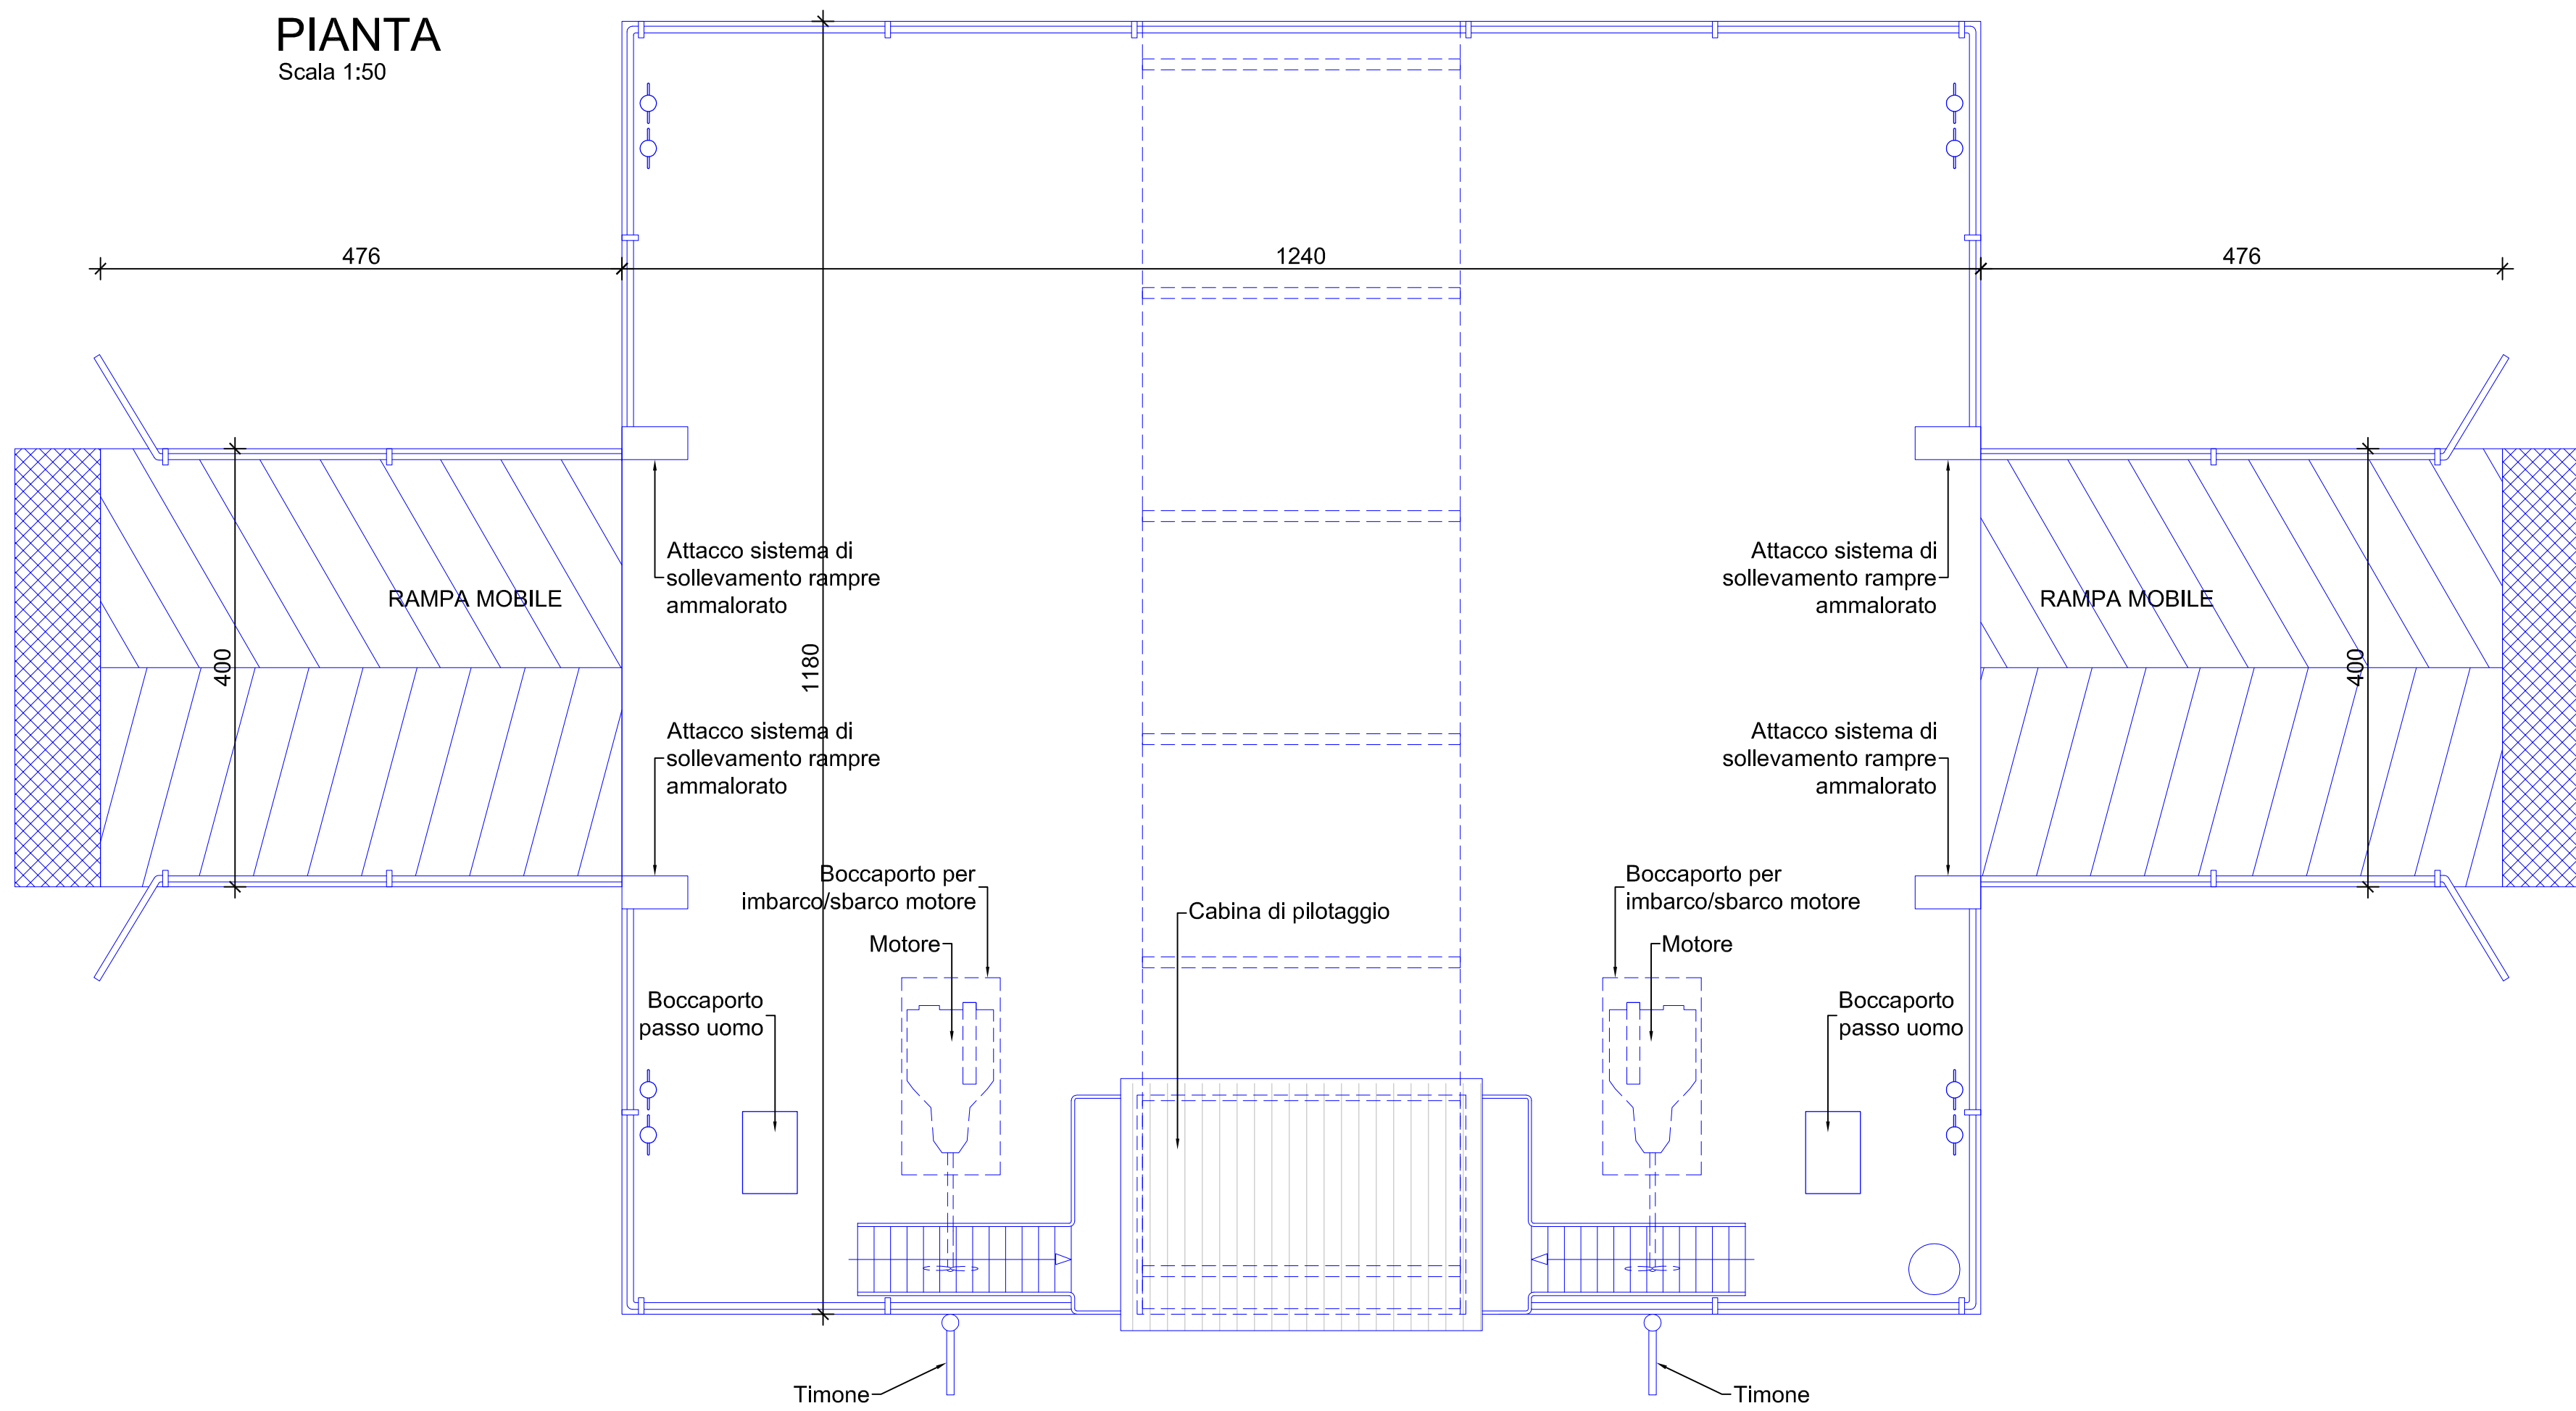 PIANTA
Scala 1:50
476
1240
476
Attacco sistema di
sollevamento rampre
ammalorato
Attacco sistema di
sollevamento rampre
ammalorato
RAMPA MOBILE
RAMPA MOBILE
400
1180
400
Attacco sistema di
sollevamento rampre
ammalorato
Attacco sistema di
sollevamento rampre
ammalorato
Boccaporto per
imbarco/sbarco motore
Boccaporto per
imbarco/sbarco motore
Cabina di pilotaggio
Motore
Motore
Boccaporto
passo uomo
Boccaporto
passo uomo
Timone
Timone